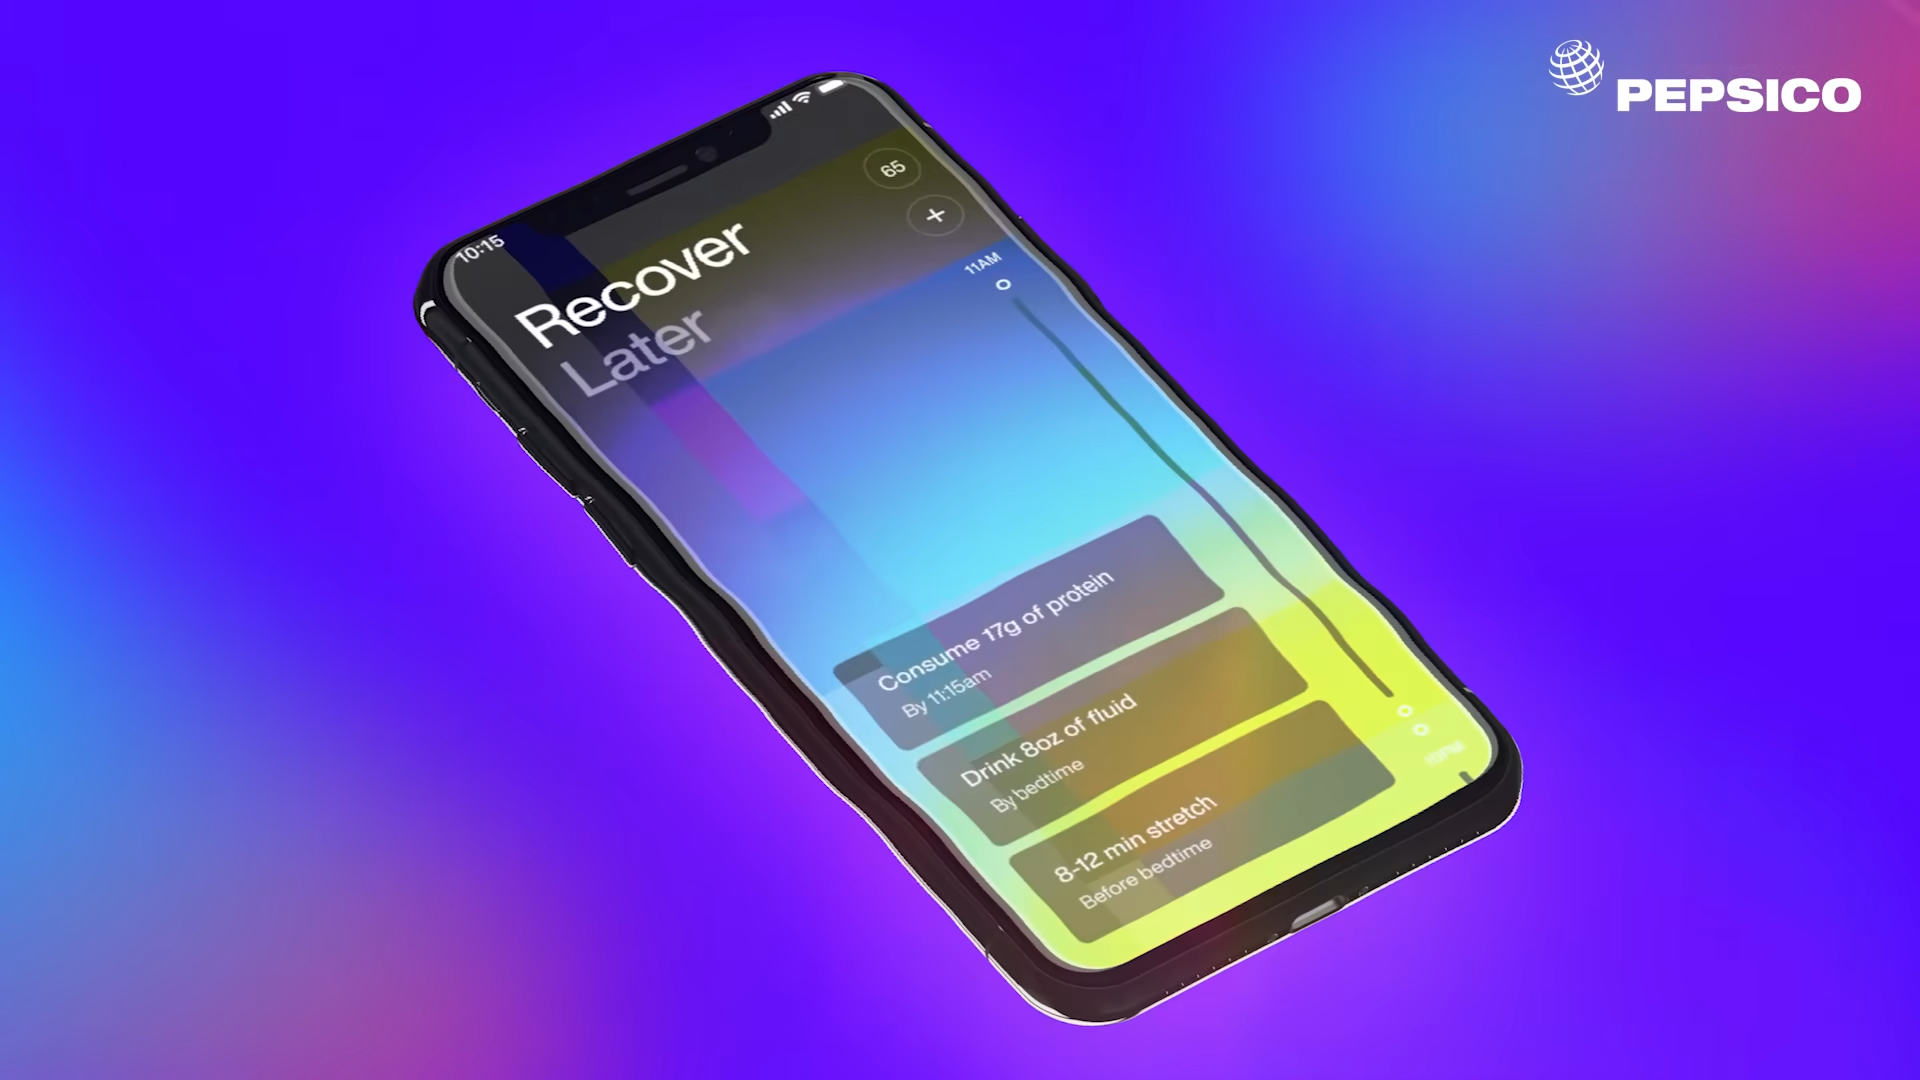 PEPSICO
10:15
65
+
Recover
Later
11AM
Consume 17g of protein
By 11:15am
Drink 8oz of fluid
By bedtime
8-12 min stretch
Before bedtime